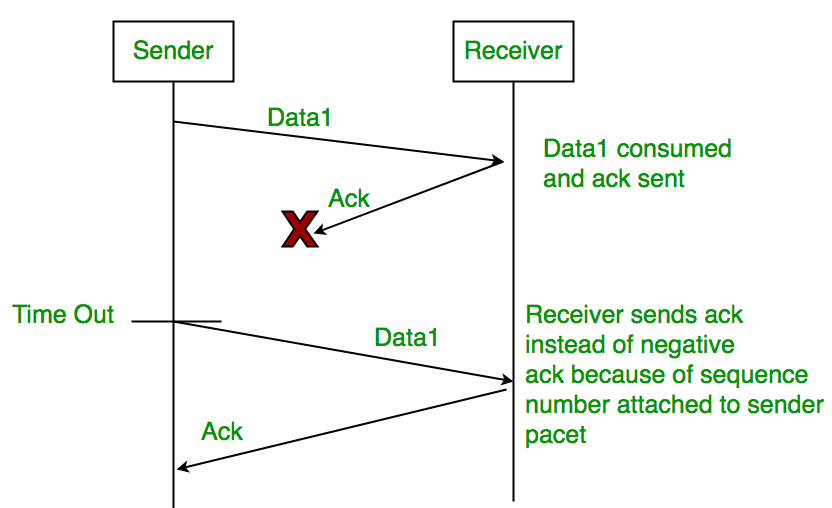 Sender
Receiver
Data1
Data1 consumed
and ack sent
Ack
X
Time Out
Receiver sends ack
instead of negative
ack because of sequence
number attached to sender
pacet
Data1
Ack